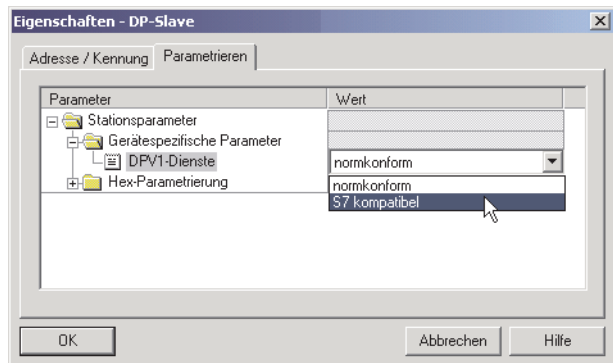 Eigenschaften - DP-Slave
Adresse / Kennung Parametrieren
Parameter Wert
Stationsparameter
Gerätespezifische Parameter
DPV1-Dienste normkonform
Hex-Parametrierung normkonform
S7 kompatibel
OK Abbrechen Hilfe